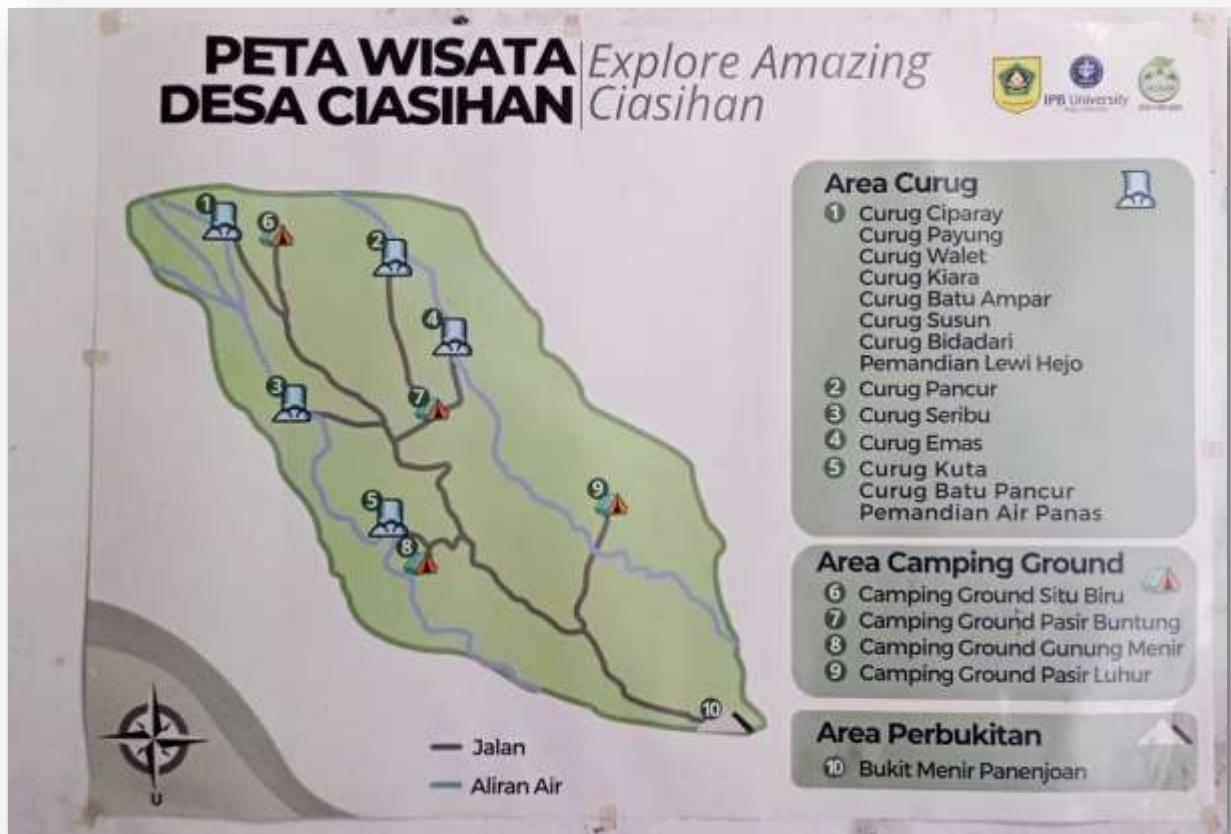 PETA WISATA
DESA CIASIHAN
Explore Amazing
Ciasihan
IPB University
1
6
2
4
3
7
5
9
8
10
U
Jalan
Aliran Air
Area Curug
1 Curug Ciparay
Curug Payung
Curug Walet
Curug Kiara
Curug Batu Ampar
Curug Susun
Curug Bidadari
Pemandian Lewi Hejo
2 Curug Pancur
3 Curug Seribu
4 Curug Emas
5 Curug Kuta
Curug Batu Pancur
Pemandian Air Panas
Area Camping Ground
6 Camping Ground Situ Biru
7 Camping Ground Pasir Buntung
8 Camping Ground Gunung Menir
9 Camping Ground Pasir Luhur
Area Perbukitan
10 Bukit Menir Panenjoan